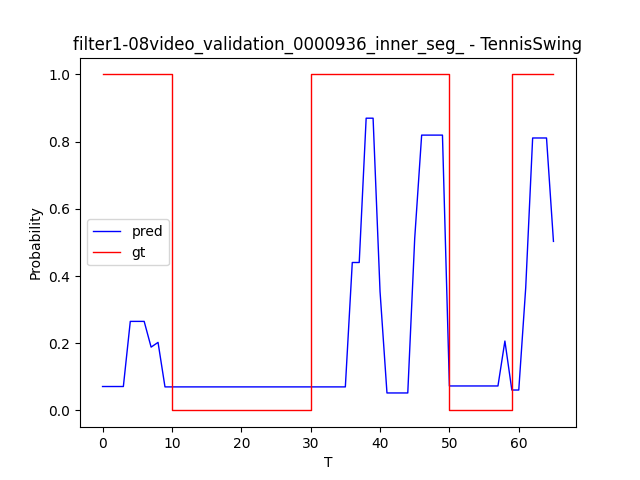 filter1-08video_validation_0000936_inner_seg_ - TennisSwing
1.0
0.8
0.6
0.4
0.2
0.0
Probability
pred
gt
0 10 20 30 40 50 60
T